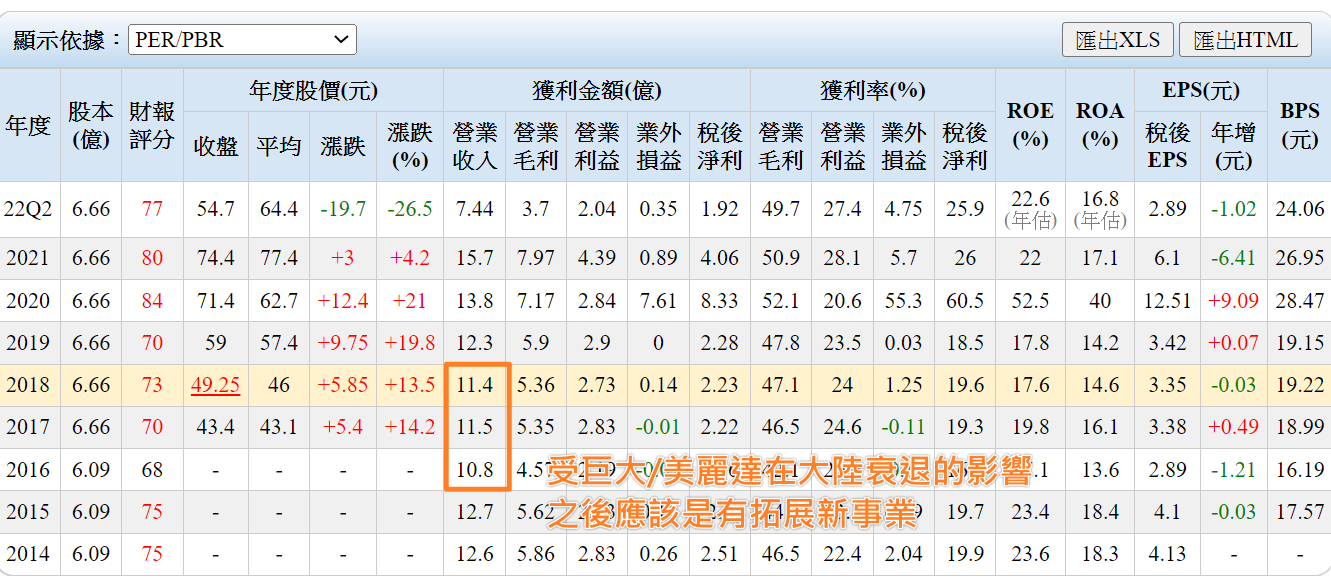 顯示依據： PER/PBR 匯出XLS 匯出HTML
年度 股本(億) 財報評分 年度股價(元) 獲利金額(億) 獲利率(%) ROE(%) ROA(%) EPS(元) BPS(元)
收盤 平均 漲跌 漲跌(%) 營業收入 營業毛利 營業利益 業外損益 稅後淨利 營業毛利 營業利益 業外損益 稅後淨利 稅後EPS 年增(元)
22Q2 6.66 77 54.7 64.4 -19.7 -26.5 7.44 3.7 2.04 0.35 1.92 49.7 27.4 4.75 25.9 22.6(年估) 16.8(年估) 2.89 -1.02 24.06
2021 6.66 80 74.4 77.4 +3 +4.2 15.7 7.97 4.39 0.89 4.06 50.9 28.1 5.7 26 22 17.1 6.1 -6.41 26.95
2020 6.66 84 71.4 62.7 +12.4 +21 13.8 7.17 2.84 7.61 8.33 52.1 20.6 55.3 60.5 52.5 40 12.51 +9.09 28.47
2019 6.66 70 59 57.4 +9.75 +19.8 12.3 5.9 2.9 0 2.28 47.8 23.5 0.03 18.5 17.8 14.2 3.42 +0.07 19.15
2018 6.66 73 49.25 46 +5.85 +13.5 11.4 5.36 2.73 0.14 2.23 47.1 24 1.25 19.6 17.6 14.6 3.35 -0.03 19.22
2017 6.66 70 43.4 43.1 +5.4 +14.2 11.5 5.35 2.83 -0.01 2.22 46.5 24.6 -0.11 19.3 19.8 16.1 3.38 +0.49 18.99
2016 6.09 68 - - - - 10.8 13.6 2.89 -1.21 16.19
受巨大/美麗達在大陸衰退的影響
2015 6.09 75 - - - - 12.7 5.62 19.7 23.4 18.4 4.1 -0.03 17.57
之後應該是有拓展新事業
2014 6.09 75 - - - - 12.6 5.86 2.83 0.26 2.51 46.5 22.4 2.04 19.9 23.6 18.3 4.13 - -